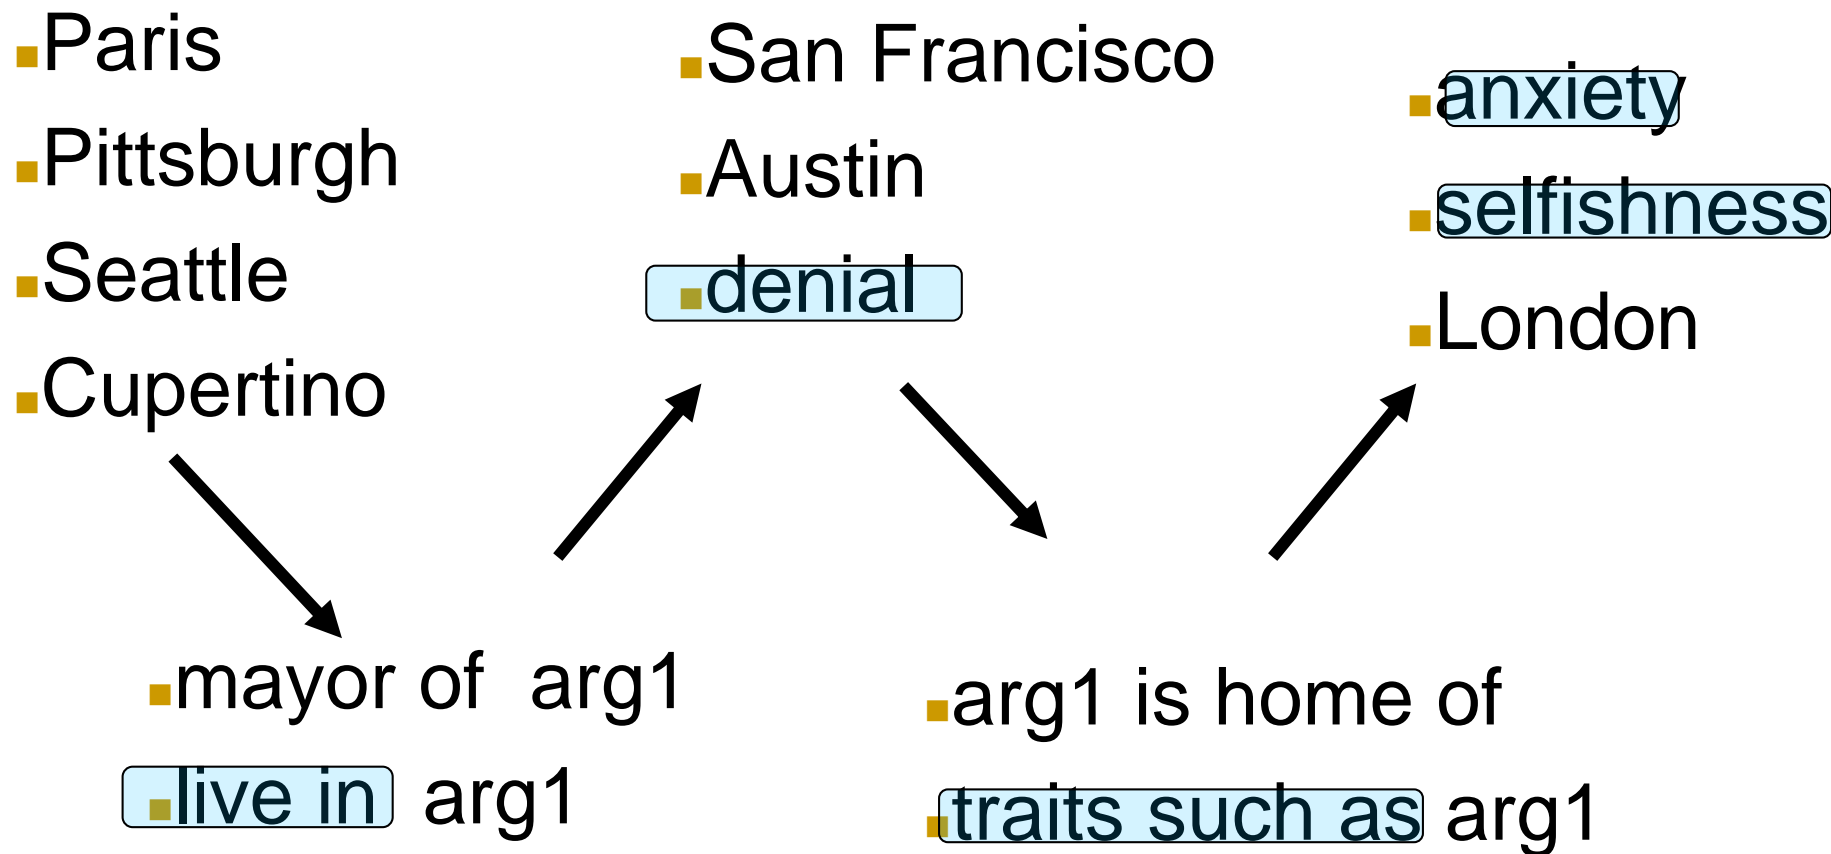 Paris
Pittsburgh
Seattle
Cupertino
mayor of arg1
live in arg1
San Francisco
Austin
denial
arg1 is home of
traits such as arg1
anxiety
selfishness
London